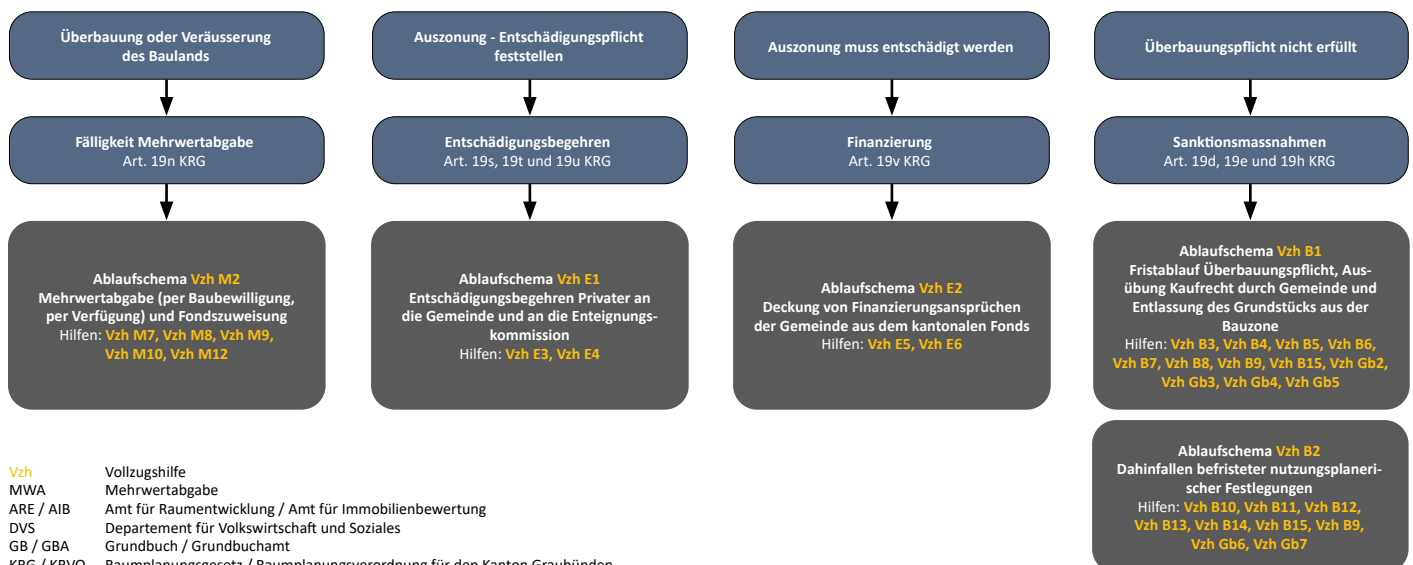 Überbauung oder Veräusserung
des Baulands
Fälligkeit Mehrwertabgabe
Art. 19n KRG
Ablaufschema Vzh M2
Mehrwertabgabe (per Baubewilligung,
per Verfügung) und Fondszuweisung
Hilfen: Vzh M7, Vzh M8, Vzh M9,
Vzh M10, Vzh M12
Auszonung - Entschädigungspflicht
feststellen
Entschädigungsbegehren
Art. 19s, 19t und 19u KRG
Ablaufschema Vzh E1
Entschädigungsbegehren Privater an
die Gemeinde und an die Enteignungs-
kommission
Hilfen: Vzh E3, Vzh E4
Auszonung muss entschädigt werden
Finanzierung
Art. 19v KRG
Ablaufschema Vzh E2
Deckung von Finanzierungsansprüchen
der Gemeinde aus dem kantonalen Fonds
Hilfen: Vzh E5, Vzh E6
Überbauungspflicht nicht erfüllt
Sanktionsmassnahmen
Art. 19d, 19e und 19h KRG
Ablaufschema Vzh B1
Fristablauf Überbauungspflicht, Aus-
übung Kaufrecht durch Gemeinde und
Entlassung des Grundstücks aus der
Bauzone
Hilfen: Vzh B3, Vzh B4, Vzh B5, Vzh B6,
Vzh B7, Vzh B8, Vzh B9, Vzh B15, Vzh Gb2,
Vzh Gb3, Vzh Gb4, Vzh Gb5
Ablaufschema Vzh B2
Dahinfallen befristeter nutzungsplaneri-
scher Festlegungen
Hilfen: Vzh B10, Vzh B11, Vzh B12,
Vzh B13, Vzh B14, Vzh B15, Vzh B9,
Vzh Gb6, Vzh Gb7
Vzh Vollzugshilfe
MWA Mehrwertabgabe
ARE / AIB Amt für Raumentwicklung / Amt für Immobilienbewertung
DVS Departement für Volkswirtschaft und Soziales
GB / GBA Grundbuch / Grundbuchamt
KRG / KRVO Raumplanungsgesetz / Raumplanungsverordnung für den Kanton Graubünden